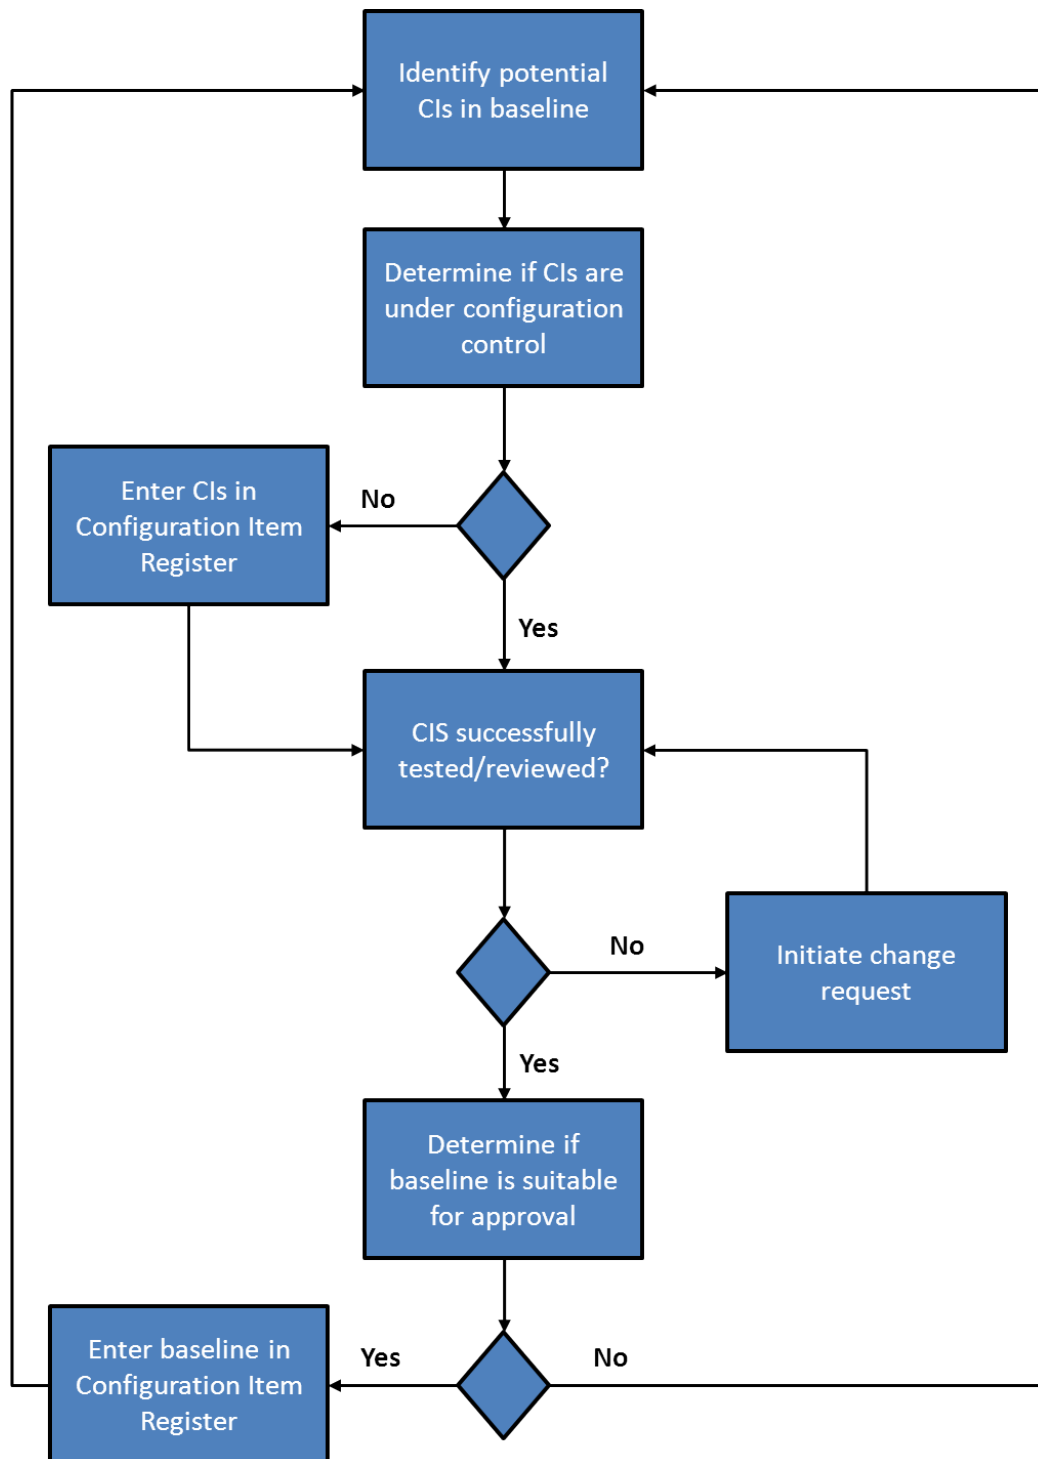 Identify potential
CIs in baseline
Determine if CIs are
under configuration
control
Enter CIs in
Configuration Item
Register
No
Yes
CIS successfully
tested/reviewed?
No
Initiate change
request
Yes
Determine if
baseline is suitable
for approval
Enter baseline in
Configuration Item
Register
Yes
No